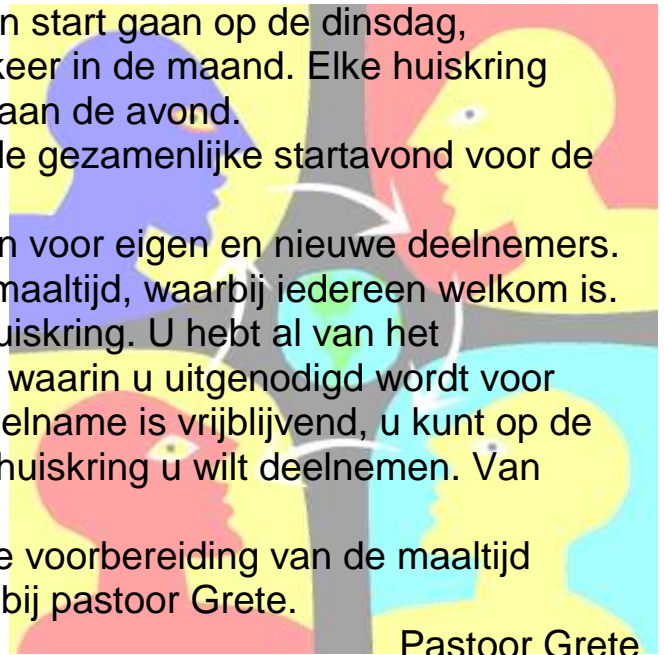 n start gaan op de dinsdag,
keer in de maand. Elke huiskring
aan de avond.
de gezamenlijke startavond voor de
n voor eigen en nieuwe deelnemers.
maaltijd, waarbij iedereen welkom is.
uiskring. U hebt al van het
waarin u uitgenodigd wordt voor
elname is vrijblijvend, u kunt op de
huiskring u wilt deelnemen. Van
e voorbereiding van de maaltijd
bij pastoor Grete.
Pastoor Grete